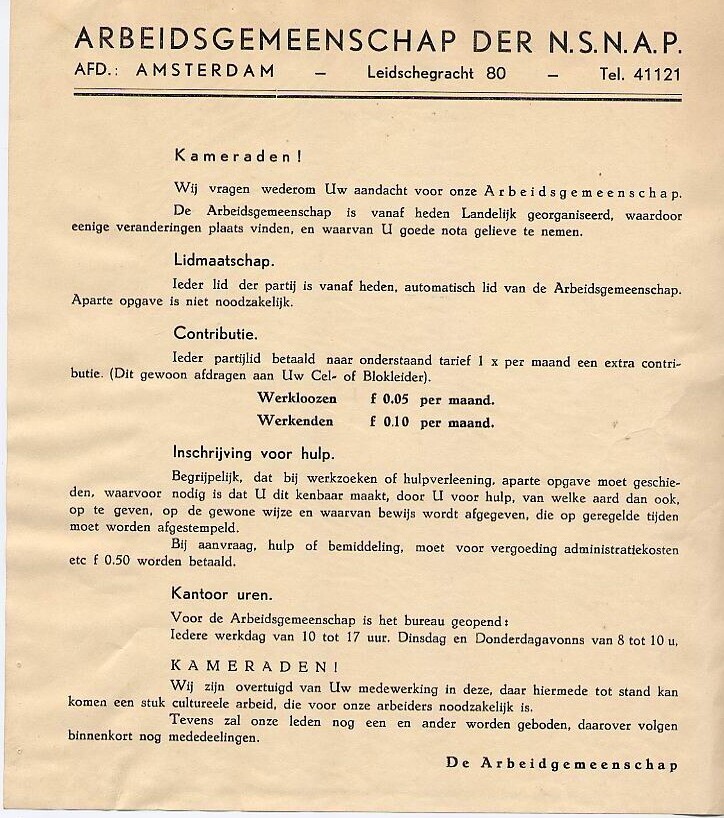 ARBEIDSGEMEENSCHAP DER N.S.N.A.P.
AFD.: AMSTERDAM — Leidschegracht 80 — Tel. 41121
Kameraden!
Wij vragen wederom Uw aandacht voor onze Arbeidsgemeenschap.
De Arbeidsgemeenschap is vanaf heden Landelijk georganiseerd, waardoor
eenige veranderingen plaats vinden, en waarvan U goede nota gelieve te nemen.
Lidmaatschap.
Ieder lid der partij is vanaf heden, automatisch lid van de Arbeidsgemeenschap.
Aparte opgave is niet noodzakelijk.
Contributie.
Ieder partijlid betaald naar onderstaand tarief 1 x per maand een extra contri-
butie. (Dit gewoon afdragen aan Uw Cel- of Blokleider).
Werkloozen f 0.05 per maand.
Werkenden f 0.10 per maand.
Inschrijving voor hulp.
Begrijpelijk, dat bij werkzoeken of hulpverleening, aparte opgave moet geschie-
den, waarvoor nodig is dat U dit kenbaar maakt, door U voor hulp, van welke aard dan ook,
op te geven, op de gewone wijze en waarvan bewijs wordt afgegeven, die op geregelde tijden
moet worden afgestempeld.
Bij aanvraag, hulp of bemiddeling, moet voor vergoeding administratiekosten
etc f 0.50 worden betaald.
Kantoor uren.
Voor de Arbeidsgemeenschap is het bureau geopend:
Iedere werkdag van 10 tot 17 uur. Dinsdag en Donderdagavonns van 8 tot 10 u,
KAMERADEN!
Wij zijn overtuigd van Uw medewerking in deze, daar hiermede tot stand kan
komen een stuk cultureele arbeid, die voor onze arbeiders noodzakelijk is.
Tevens zal onze leden nog een en ander worden geboden, daarover volgen
binnenkort nog mededeelingen.
De Arbeidgemeenschap